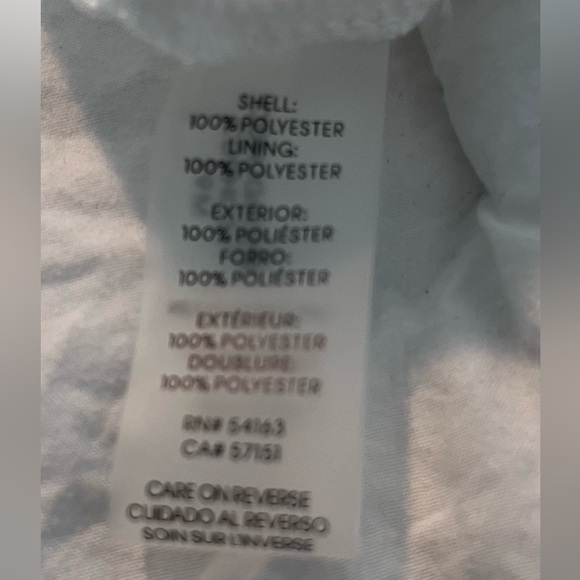 SHELL:
100% POLYESTER
LINING:
100% POLYESTER
EXTERIOR:
100% POLIÉSTER
FORRO:
100% POLIÉSTER
EXTÉRIEUR:
100% POLYESTER
DOUBLURE:
100% POLYESTER
RN# 54163
CA# 57151
CARE ON REVERSE
CUIDADO AL REVERSO
SOIN SUR L'INVERSE